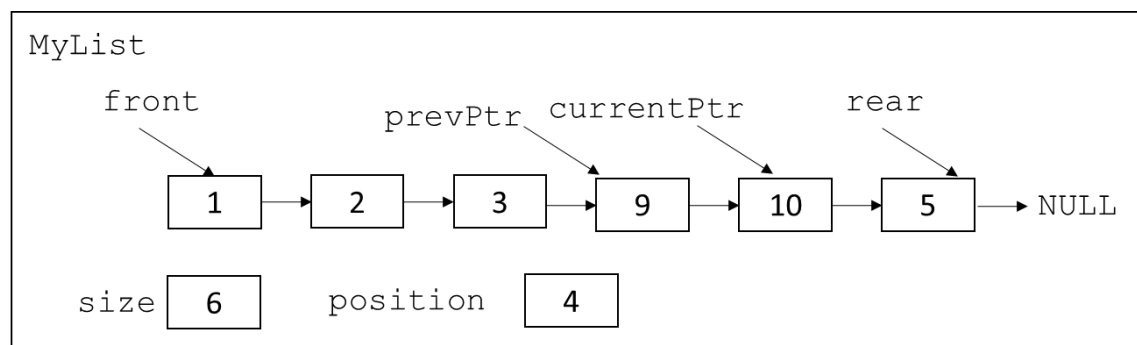 MyList
front prevPtr currentPtr rear
1 2 3 9 10 5 NULL
size 6 position 4